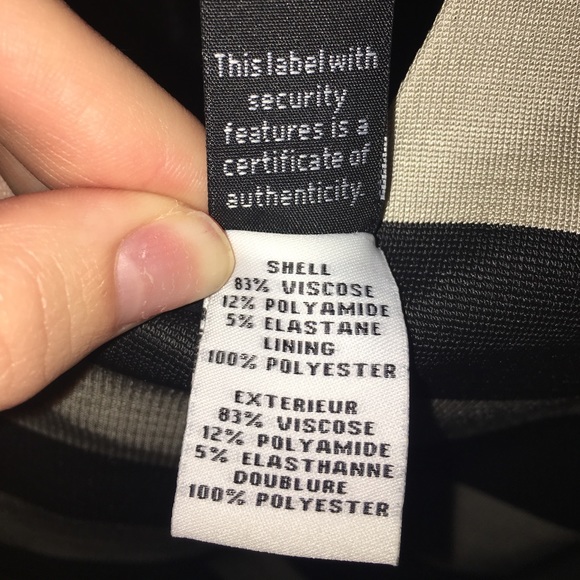 This label with
security
features is a
certificate of
authenticity.
SHELL
83% VISCOSE
12% POLYAMIDE
5% ELASTANE
LINING
100% POLYESTER
EXTERIEUR
83% VISCOSE
12% POLYAMIDE
5% ELASTHANNE
DOUBLURE
100% POLYESTER